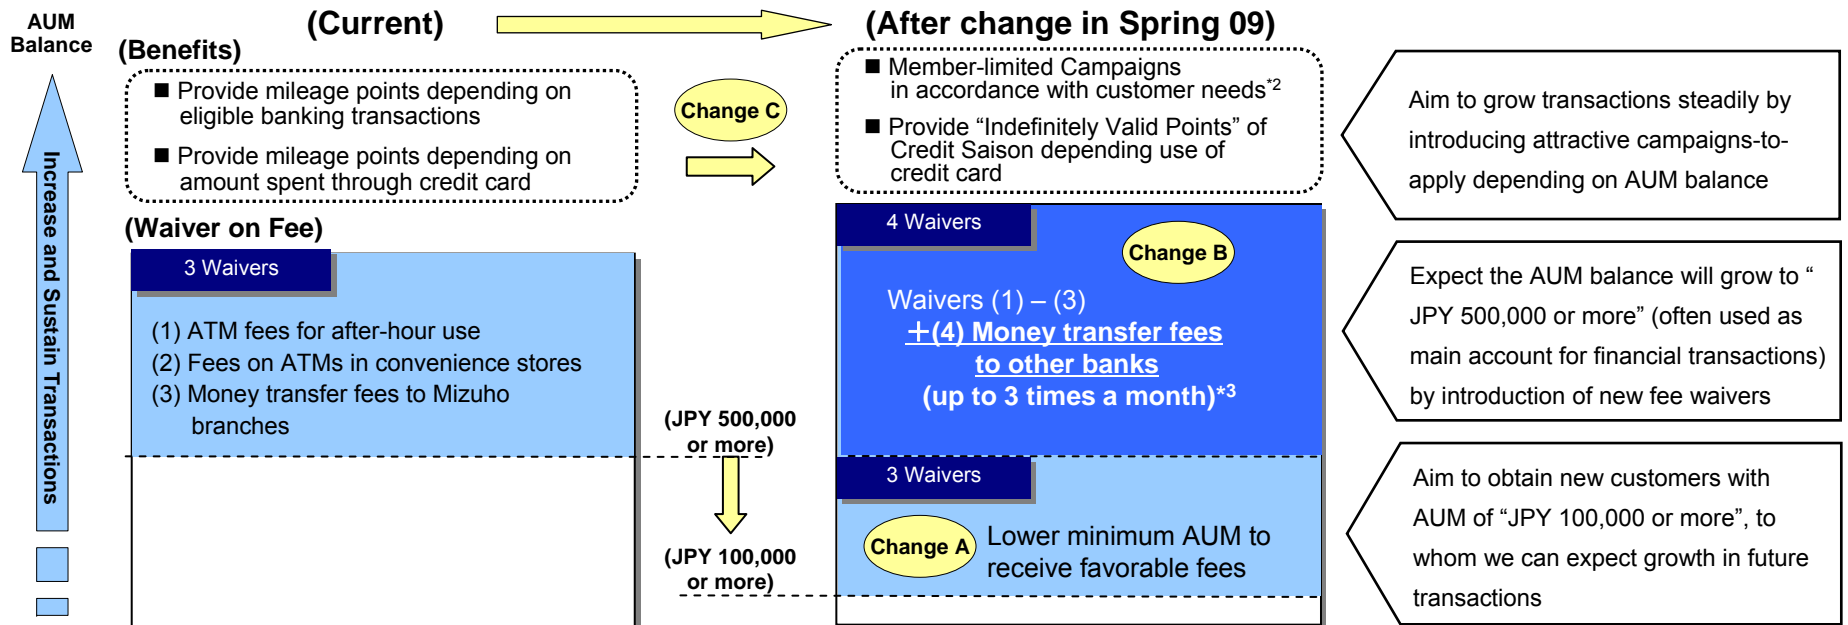 AUM
Balance
(Current)
(After change in Spring 09)
(Benefits)
■ Provide mileage points depending on
eligible banking transactions
■ Provide mileage points depending on
amount spent through credit card
Change C
■ Member-limited Campaigns
in accordance with customer needs*2
■ Provide “Indefinitely Valid Points” of
Credit Saison depending use of
credit card
Aim to grow transactions steadily by
introducing attractive campaigns-to-
apply depending on AUM balance
Increase and Sustain Transactions
(Waiver on Fee)
3 Waivers
(1) ATM fees for after-hour use
(2) Fees on ATMs in convenience stores
(3) Money transfer fees to Mizuho
branches
4 Waivers
Change B
Waivers (1) – (3)
+(4) Money transfer fees
to other banks
(up to 3 times a month)*3
Expect the AUM balance will grow to “
JPY 500,000 or more” (often used as
main account for financial transactions)
by introduction of new fee waivers
(JPY 500,000
or more)
(JPY 100,000
or more)
3 Waivers
Change A
Lower minimum AUM to
receive favorable fees
Aim to obtain new customers with
AUM of “JPY 100,000 or more”, to
whom we can expect growth in future
transactions